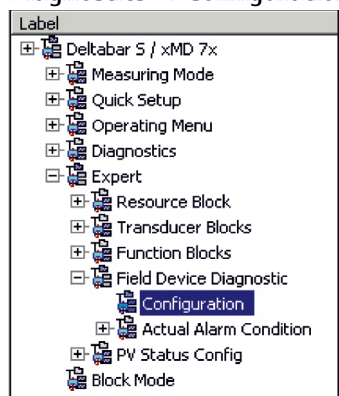 Label
Deltabar S / xMD 7x
Measuring Mode
Quick Setup
Operating Menu
Diagnostics
Expert
Resource Block
Transducer Blocks
Function Blocks
Field Device Diagnostic
Configuration
Actual Alarm Condition
PV Status Config
Block Mode